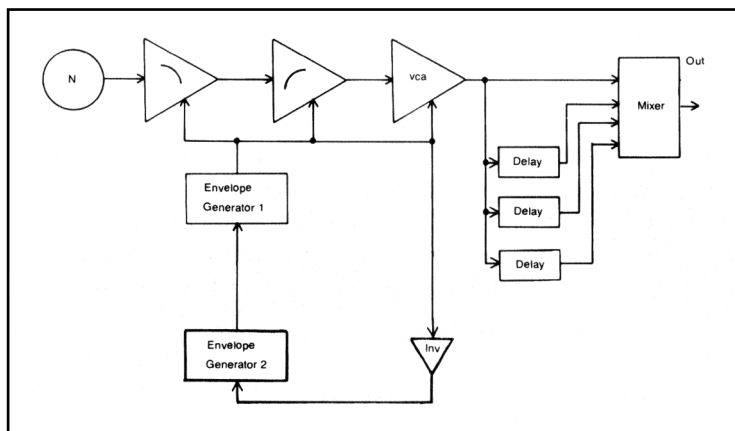 Out
N
vca
Mixer
Delay
Envelope
Generator 1
Delay
Delay
Envelope
Generator 2
Inv